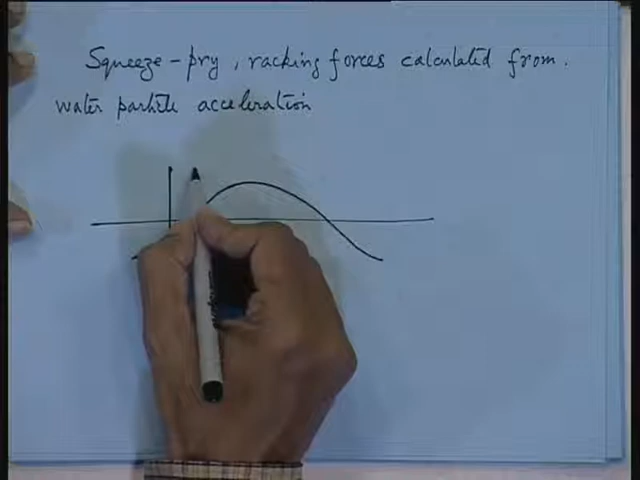 Squeeze-pry, racking forces calculated from.
water particle acceleration